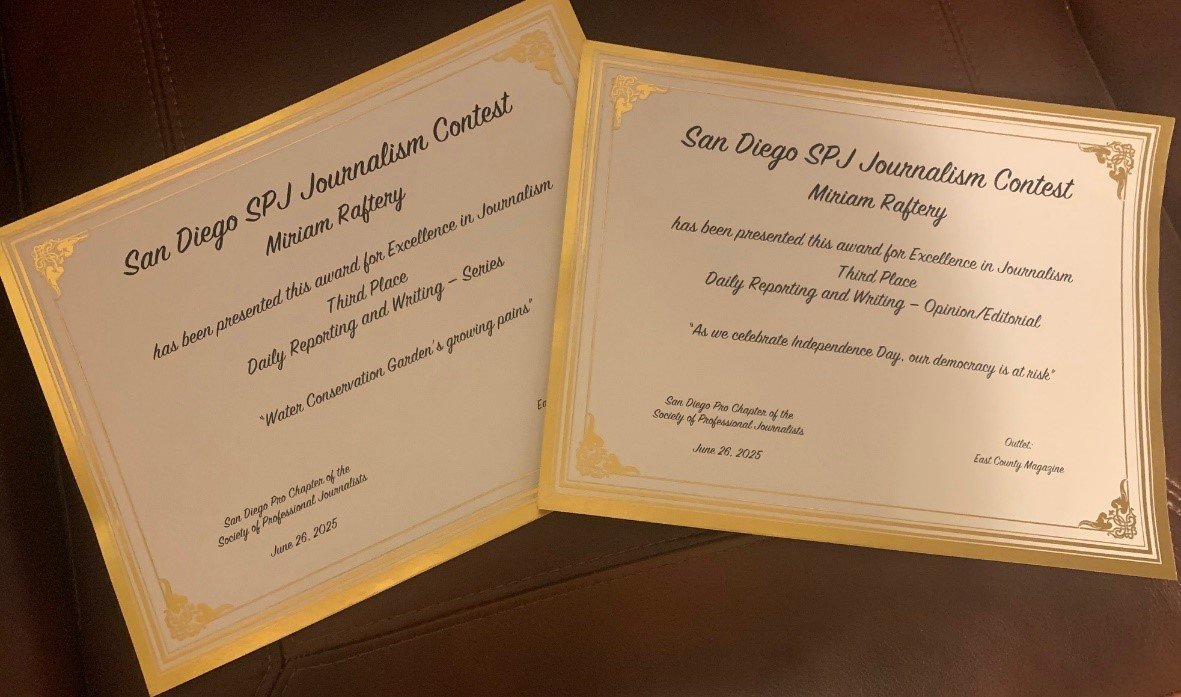 San Diego SPJ Journalism Contest
Miriam Raftery
has been presented this award for Excellence in Journalism
Third Place
Daily Reporting and Writing – Series
"Water Conservation Garden's growing pains"
San Diego Pro Chapter of the
Society of Professional Journalists
June 26, 2025
San Diego SPJ Journalism Contest
Miriam Raftery
has been presented this award for Excellence in Journalism
Third Place
Daily Reporting and Writing – Opinion/Editorial
"As we celebrate Independence Day, our democracy is at risk"
San Diego Pro Chapter of the
Society of Professional Journalists
June 26, 2025
Outlet:
East County Magazine